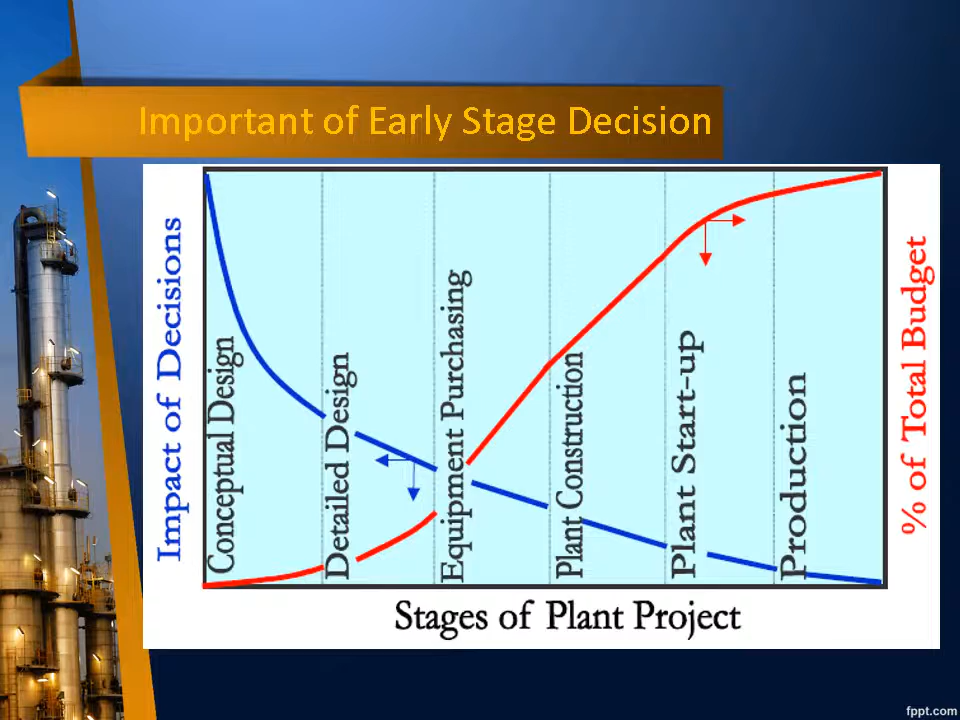 Important of Early Stage Decision
Impact of Decisions
Conceptual Design
Detailed Design
Equipment Purchasing
Plant Construction
Plant Start-up
Production
% of Total Budget
Stages of Plant Project
fppt.com